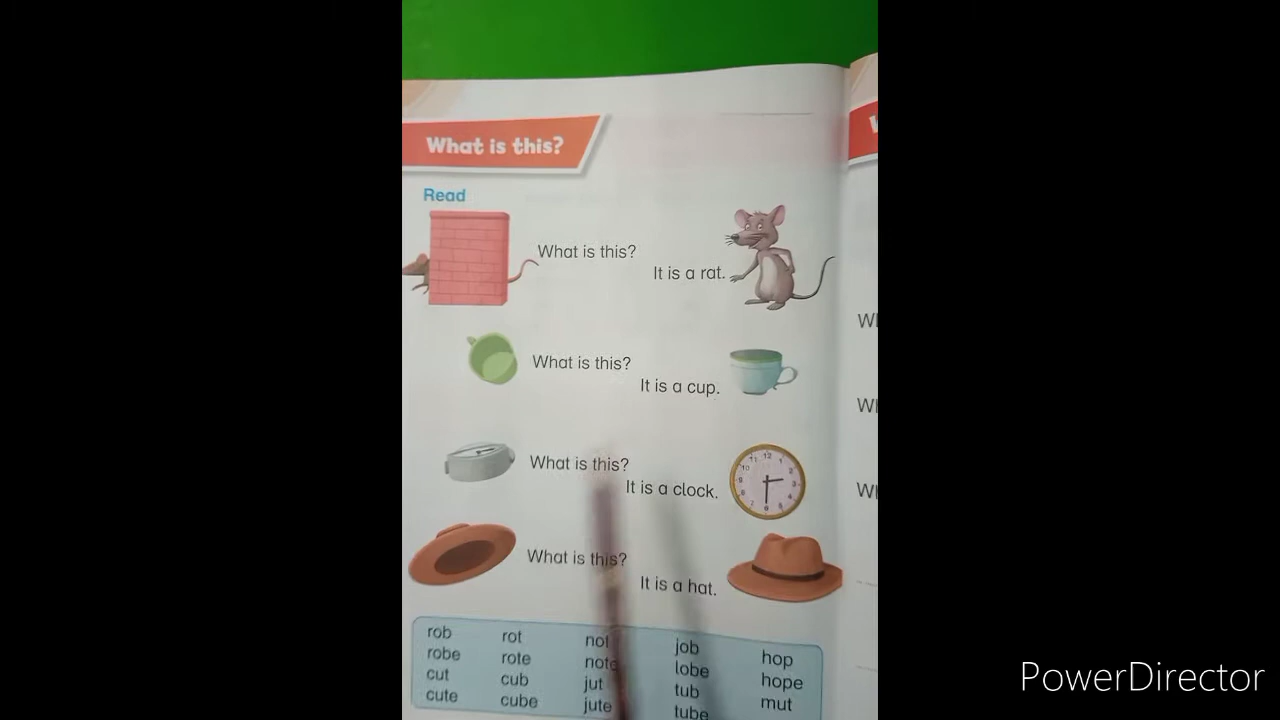 What is this?
Read
What is this?
It is a rat.
What is this?
It is a cup.
What is this?
It is a clock.
What is this?
It is a hat.
rob rot not job hop
robe rote note lobe hope
cut cub jut tub mut
cute cube jute tube
PowerDirector